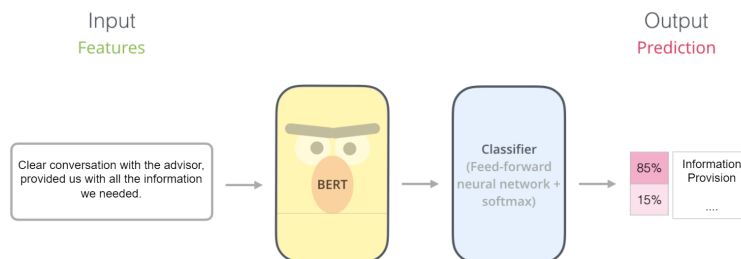 Input
Features
Output
Prediction
Clear conversation with the advisor,
provided us with all the information
we needed.
BERT
Classifier
(Feed-forward
neural network +
softmax)
85%
15%
Information
Provision
....